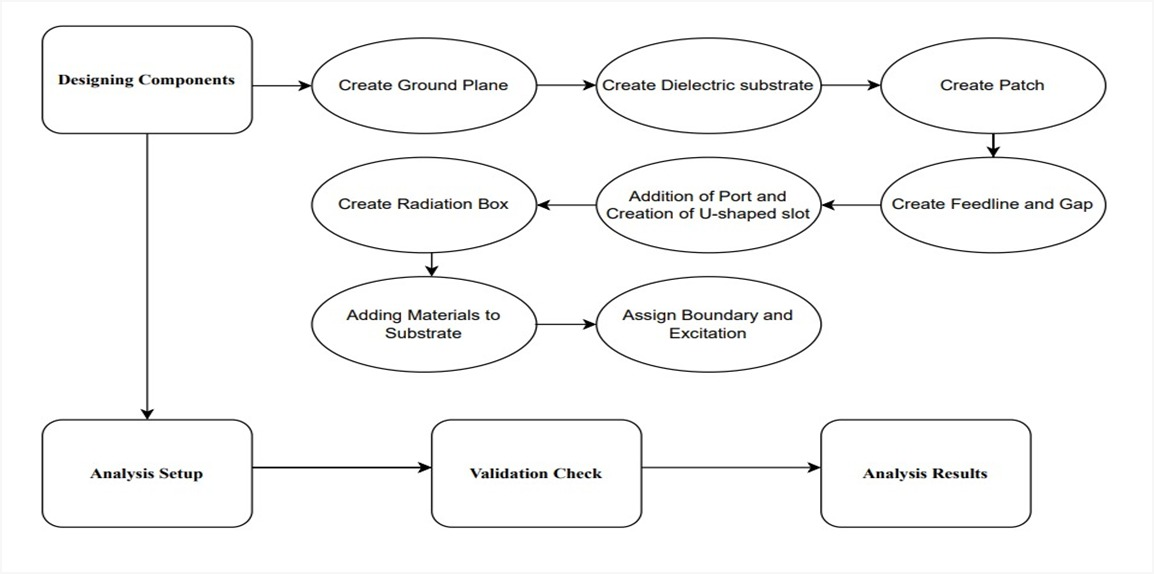 Designing Components
Create Ground Plane
Create Dielectric substrate
Create Patch
Create Feedline and Gap
Addition of Port and
Creation of U-shaped slot
Create Radiation Box
Adding Materials to
Substrate
Assign Boundary and
Excitation
Analysis Setup
Validation Check
Analysis Results